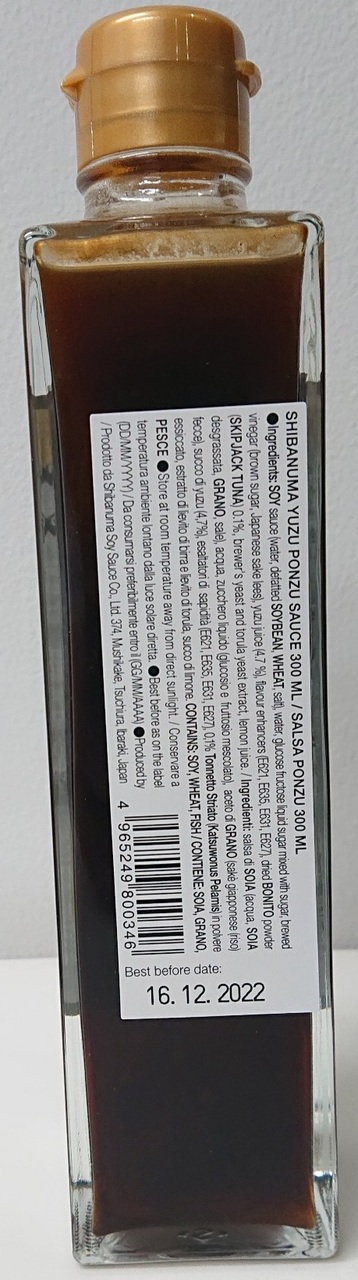 SHIBANUMA YUZU PONZU SAUCE 300 ML / SALSA PONZU 300 ML
●Ingredients: SOY sauce (water, defatted SOYBEAN, WHEAT, salt), water, glucose fructose liquid sugar mixed with sugar, brewed
vinegar (brown sugar, Japanese sake lees), yuzu juice (4.7 %), flavour enhancers (E621, E635, E631, E627), dried BONITO powder
(SKIPJACK TUNA) 0.1%, brewer's yeast and torula yeast extract, lemon juice. / Ingredienti: salsa di SOIA (acqua, SOIA
desgrassata, GRANO, sale), acqua, zucchero liquido (glucosio e fruttosio mescolato), aceto di GRANO (sakè giapponese (riso)
fecce), succo di yuzu (4,7%), esaltatori di sapidità (E621, E635, E631, E627), 0,1% Tonnetto Striato (Katsuwonus Pelamis) in polvere
essiccato, estratto di lievito di birra e lievito di torula, succo di limone. CONTAINS: SOY, WHEAT, FISH / CONTIENE: SOIA, GRANO,
PESCE ●Store at room temperature away from direct sunlight. / Conservare a
temperatura ambiente lontano dalla luce solare diretta. ●Best before as on the label
(DD/MM/YYYY) / Da consumarsi preferibilmente entro il (GG/MM/AAAA) ●Produced by
/ Prodotto da Shibanuma Soy Sauce Co., Ltd. 374, Mushikake, Tsuchiura, Ibaraki, Japan
4 965249 800346
Best before date:
16. 12. 2022